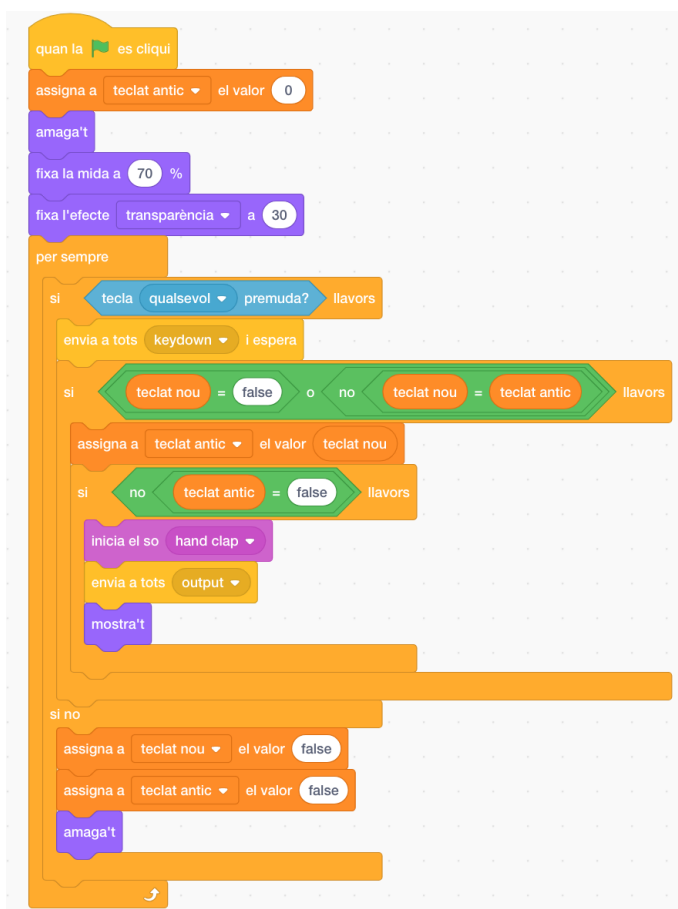 quan la es cliqui
assigna a teclat antic el valor 0
amaga't
fixa la mida a 70 %
fixa l'efecte transparència a 30
per sempre
si tecla qualsevol premuda? llavors
envia a tots keydown i espera
si teclat nou = false o no teclat nou = teclat antic llavors
assigna a teclat antic el valor teclat nou
si no teclat antic = false llavors
inicia el so hand clap
envia a tots output
mostra't
si no
assigna a teclat nou el valor false
assigna a teclat antic el valor false
amaga't